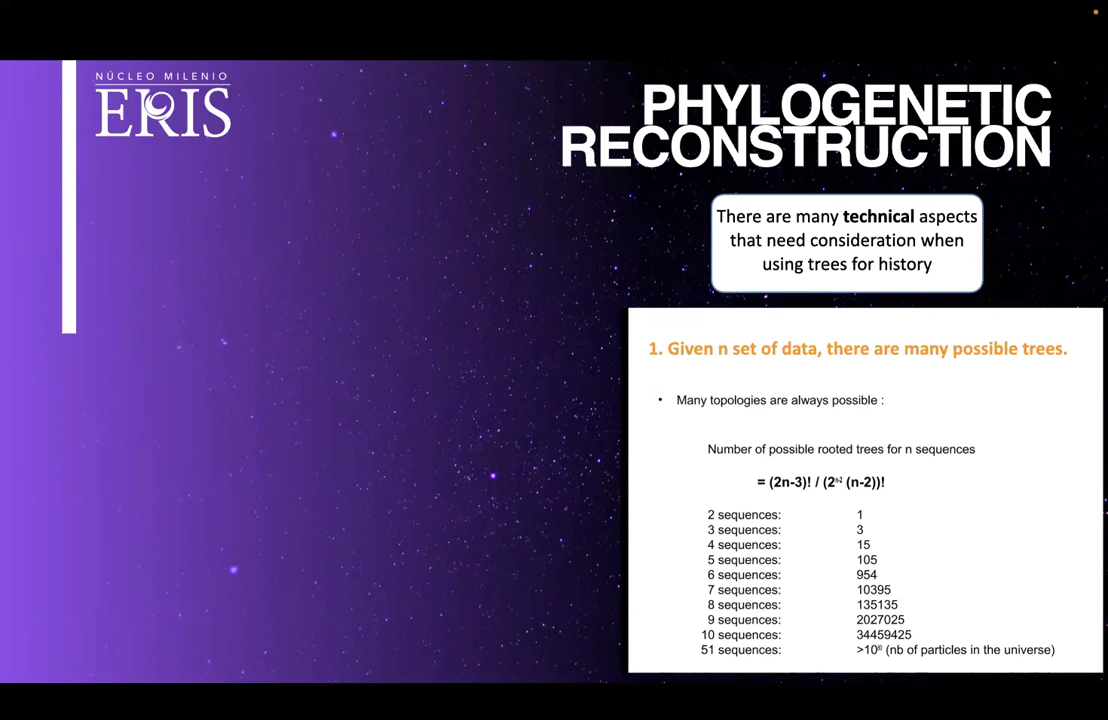 NÚCLEO MILENIO
ERIS
PHYLOGENETIC
RECONSTRUCTION
There are many technical aspects
that need consideration when
using trees for history
1. Given n set of data, there are many possible trees.
• Many topologies are always possible :
Number of possible rooted trees for n sequences
= (2n-3)! / (2ⁿ⁻² (n-2))!
2 sequences: 1
3 sequences: 3
4 sequences: 15
5 sequences: 105
6 sequences: 954
7 sequences: 10395
8 sequences: 135135
9 sequences: 2027025
10 sequences: 34459425
51 sequences: >10⁸⁰ (nb of particles in the universe)